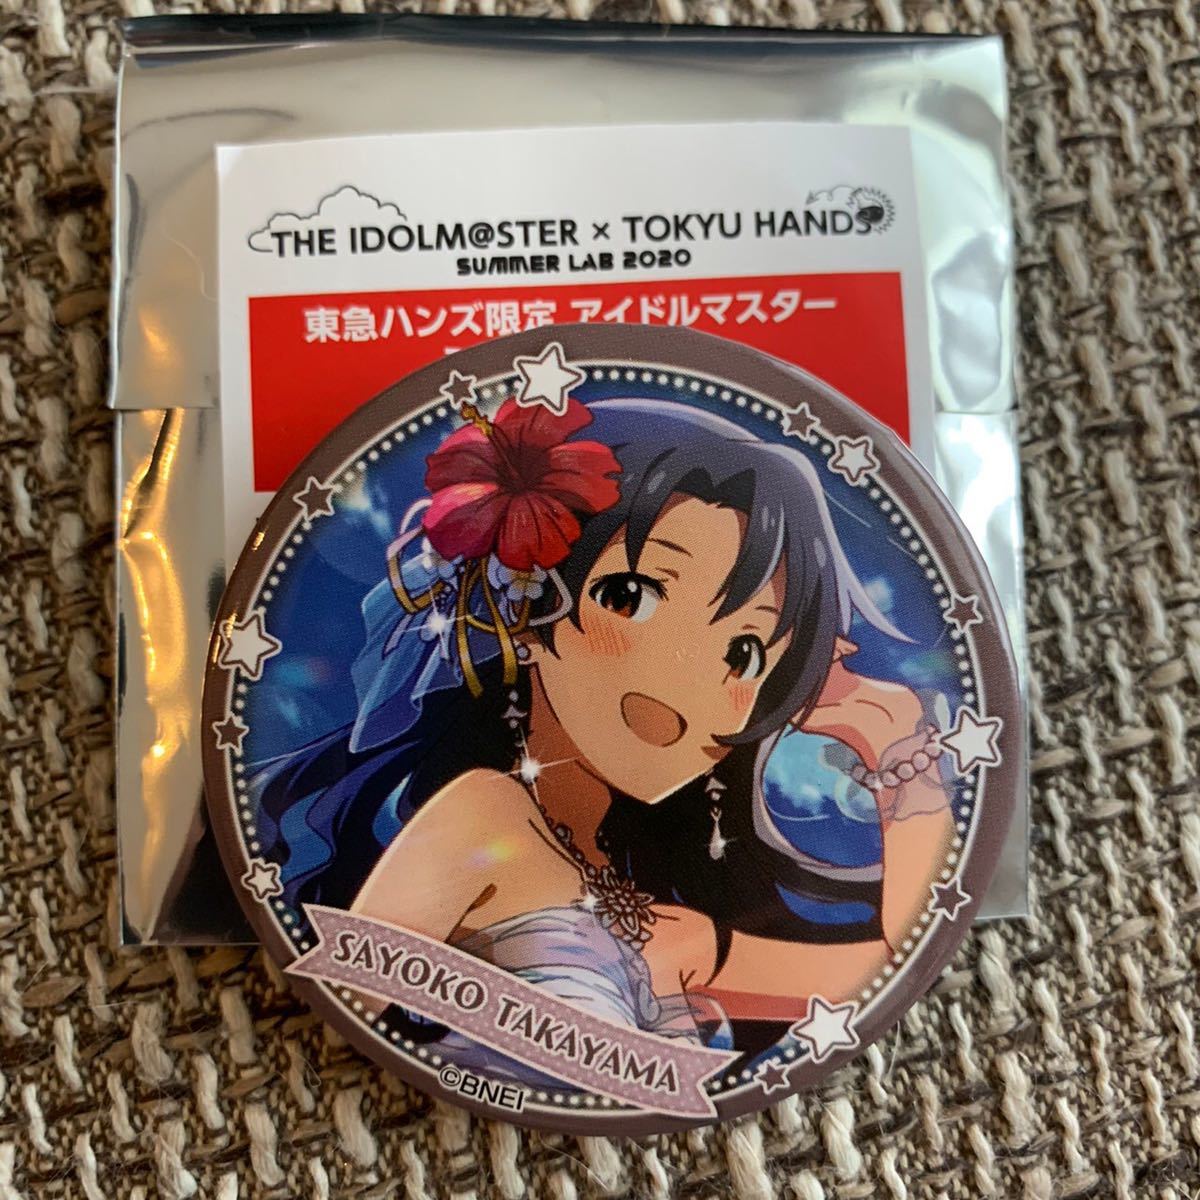 THE IDOLM@STER × TOKYU HANDS
SUMMER LAB 2020
東急ハンズ限定 アイドルマスター
SAYOKO TAKAYAMA
©BNEI